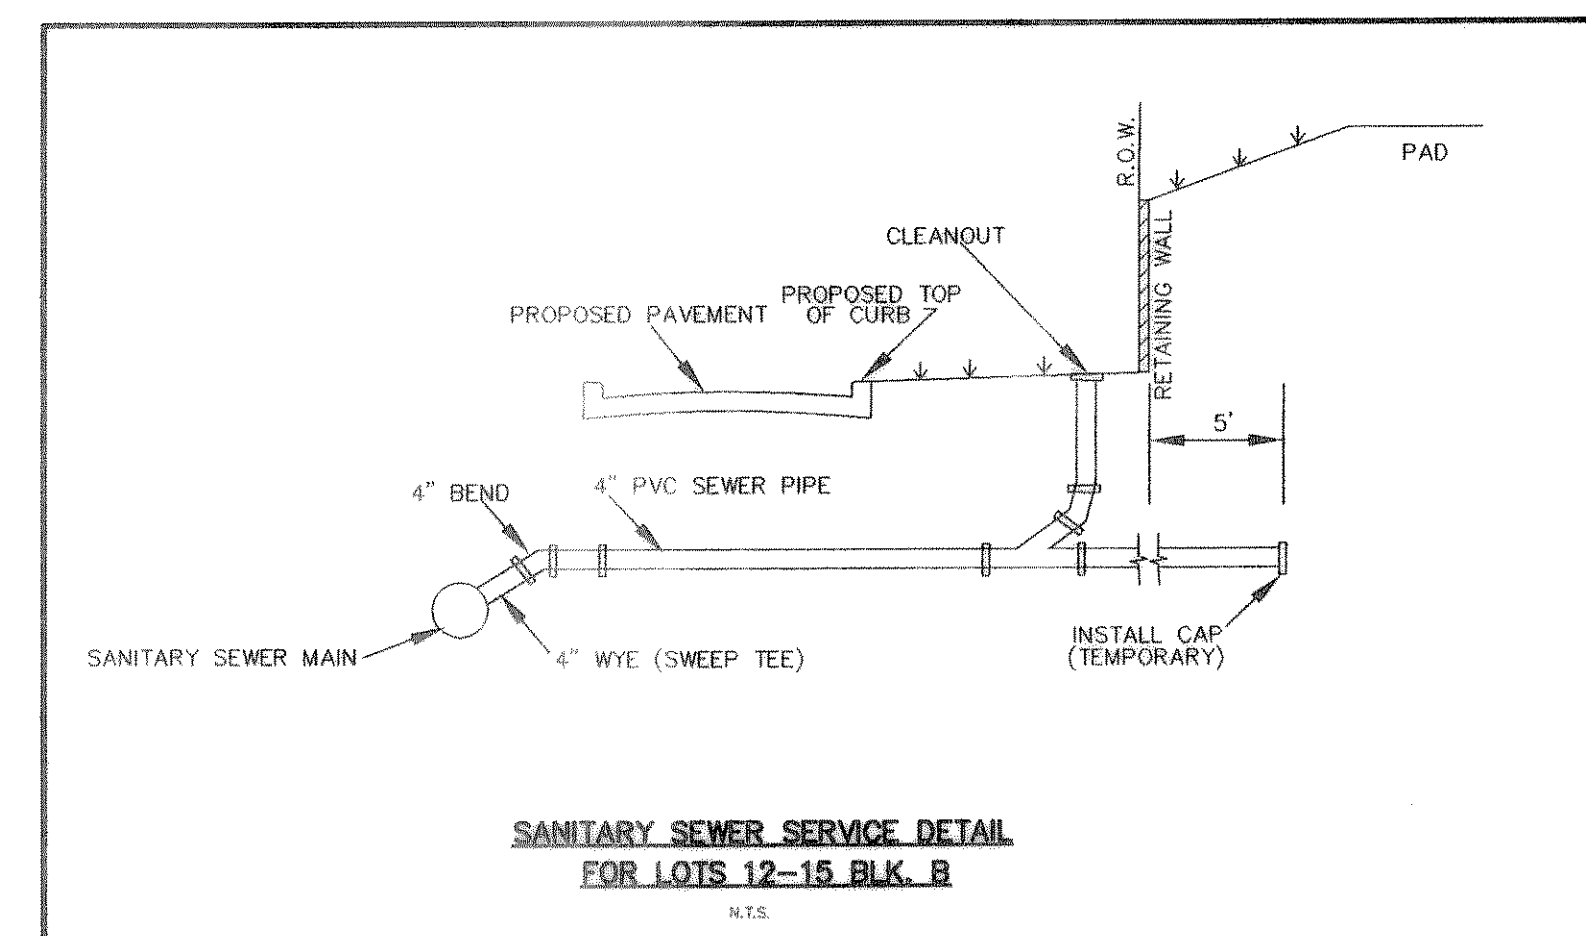 R.O.W.
PAD
CLEANOUT
RETAINING WALL
PROPOSED PAVEMENT
PROPOSED TOP
OF CURB
5'
4" BEND
4" PVC SEWER PIPE
SANITARY SEWER MAIN
4" WYE (SWEEP TEE)
INSTALL CAP
(TEMPORARY)
SANITARY SEWER SERVICE DETAIL
FOR LOTS 12-15 BLK. B
N.T.S.